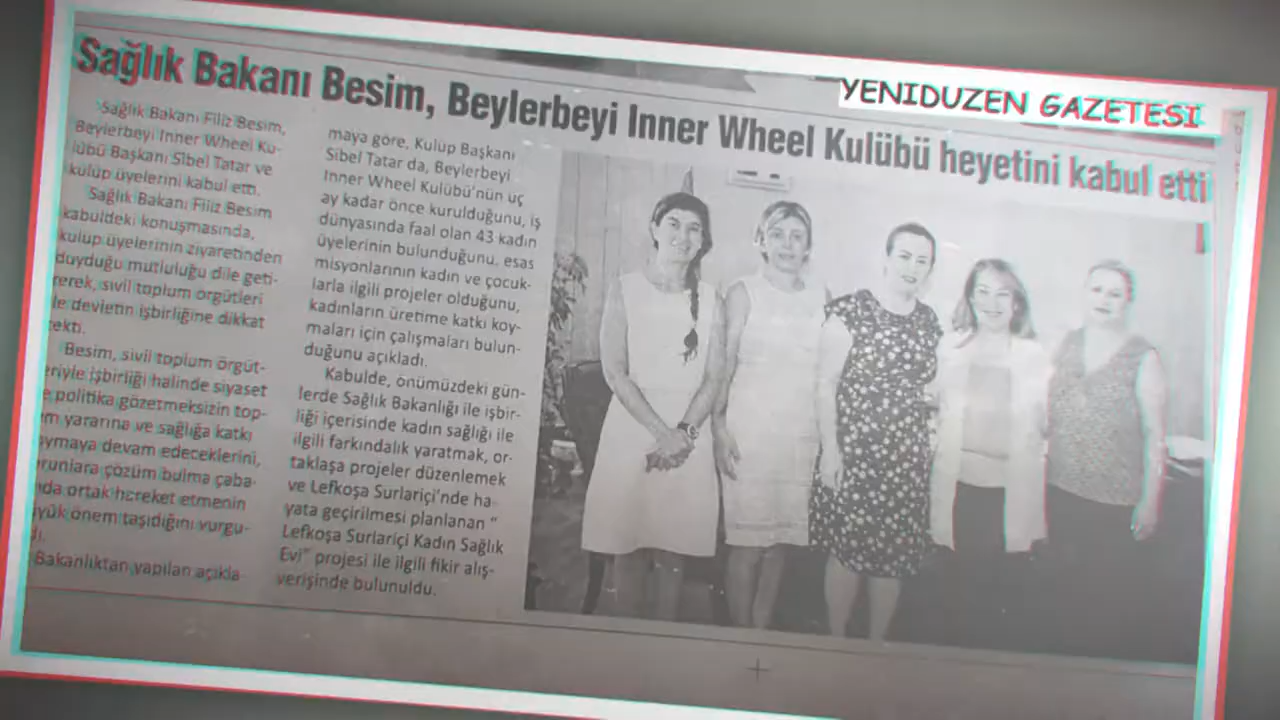 YENIDUZEN GAZETESI
Sağlık Bakanı Besim, Beylerbeyi Inner Wheel Kulübü heyetini kabul etti
Sağlık Bakanı Filiz Besim,
Beylerbeyi Inner Wheel Ku-
lübü Başkanı Sibel Tatar ve
kulüp üyelerini kabul etti.
Sağlık Bakanı Filiz Besim
kabuldeki konuşmasında,
kulüp üyelerinin ziyaretinden
duyduğu mutluluğu dile geti-
rerek, sivil toplum örgütleri
ile devletin işbirliğine dikkat
çekti.
Besim, sivil toplum örgüt-
eriyle işbirliği halinde siyaset
e politika gözetmeksizin top-
m yararına ve sağlığa katkı
oymaya devam edeceklerini,
orunlara çözüm bulma çaba-
nda ortak hareket etmenin
üyük önem taşıdığını vurgu-
dı.
Bakanlıktan yapılan açıkla-
maya göre, Kulüp Başkanı
Sibel Tatar da, Beylerbeyi
Inner Wheel Kulübü'nün üç
ay kadar önce kurulduğunu, iş
dünyasında faal olan 43 kadın
üyelerinin bulunduğunu, esas
misyonlarının kadın ve çocuk-
larla ilgili projeler olduğunu,
kadınların üretime katkı koy-
maları için çalışmaları bulun-
duğunu açıkladı.
Kabulde, önümüzdeki gün-
lerde Sağlık Bakanlığı ile işbir-
liği içerisinde kadın sağlığı ile
ilgili farkındalık yaratmak, or-
taklaşa projeler düzenlemek
ve Lefkoşa Surlariçi'nde ha-
yata geçirilmesi planlanan "
Lefkoşa Surlariçi Kadın Sağlık
Evi" projesi ile ilgili fikir alış-
verişinde bulunuldu.